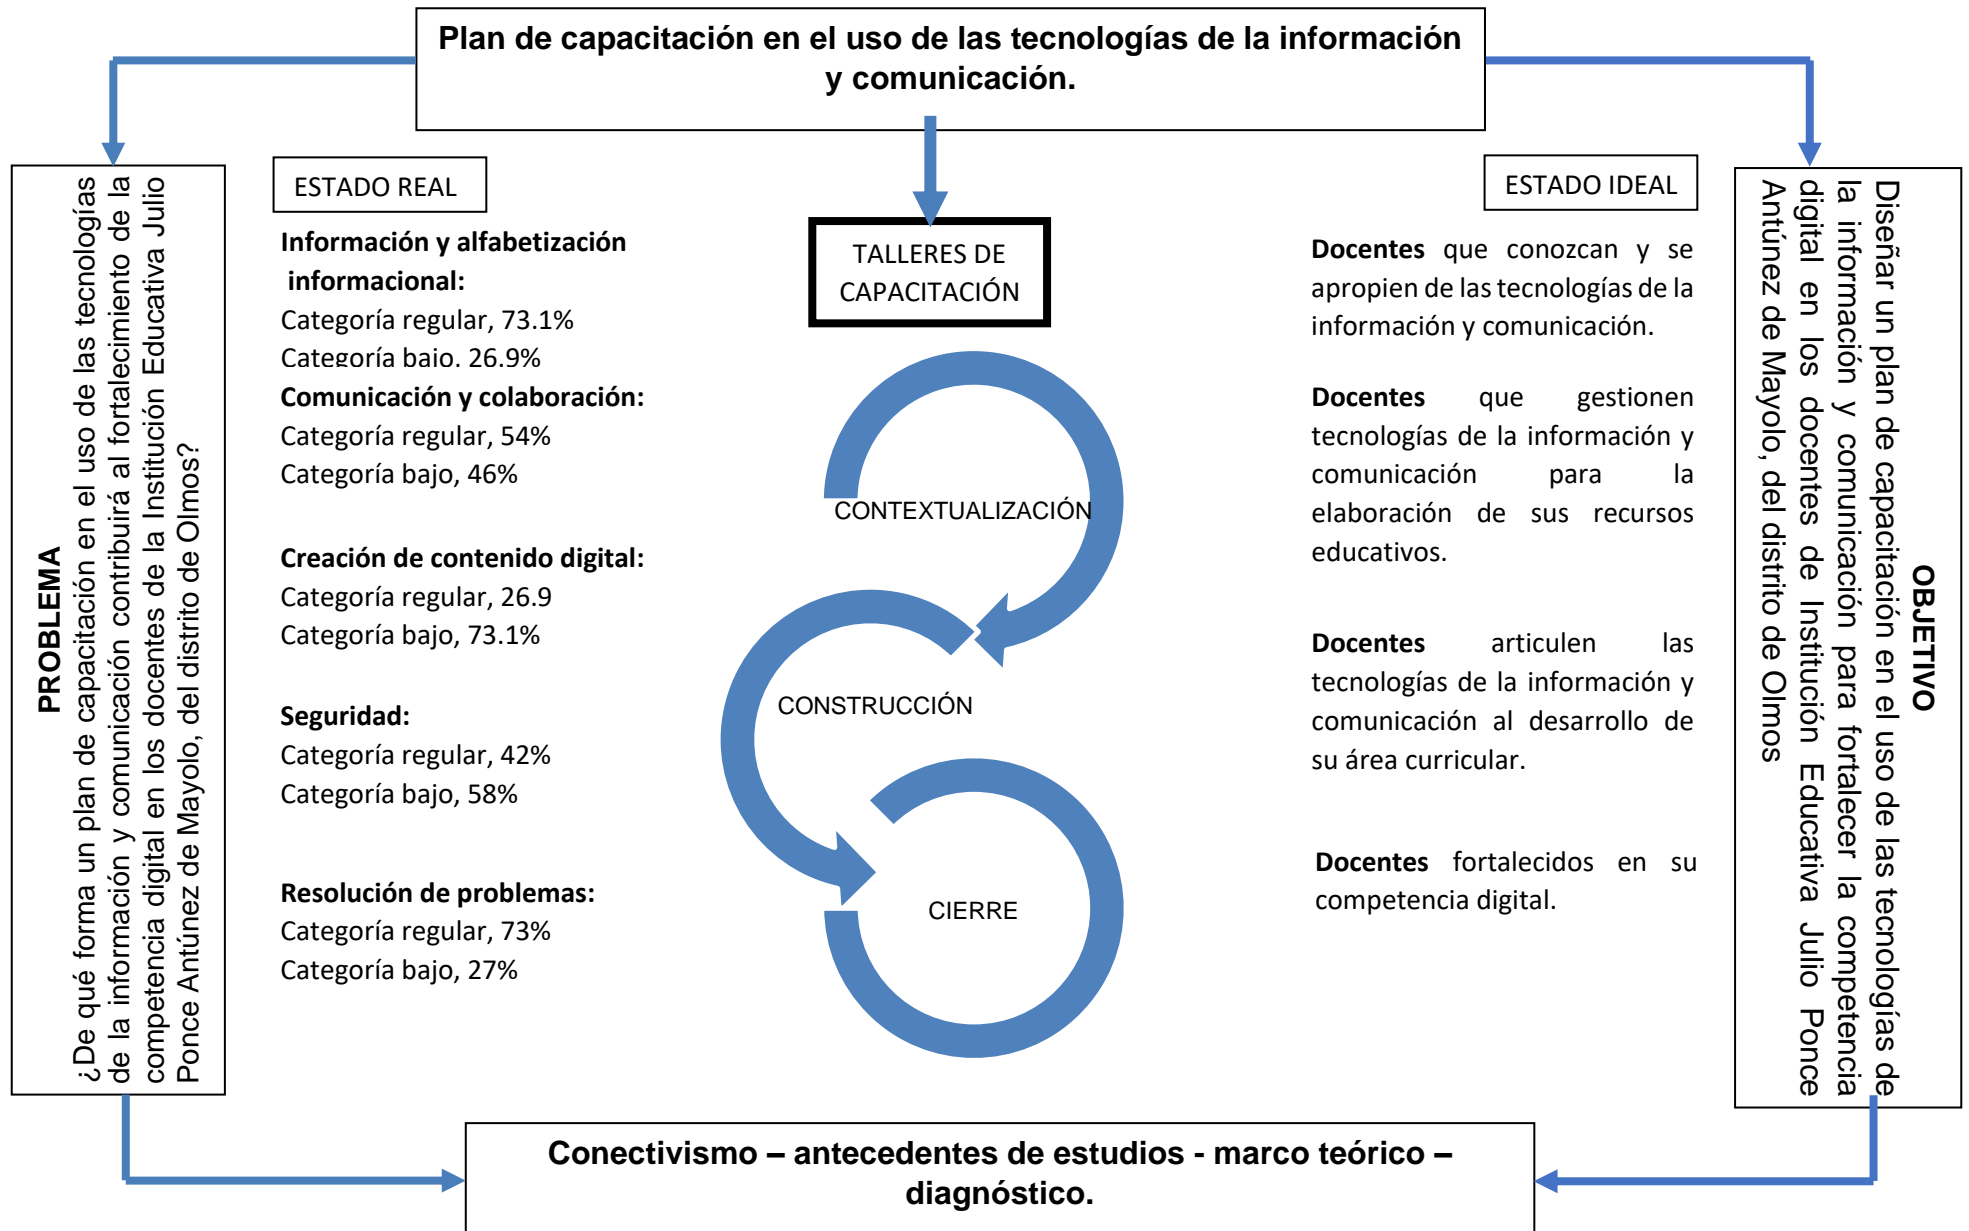 Plan de capacitación en el uso de las tecnologías de la información
y comunicación.
PROBLEMA
¿De qué forma un plan de capacitación en el uso de las tecnologías
de la información y comunicación contribuirá al fortalecimiento de la
competencia digital en los docentes de la Institución Educativa Julio
Ponce Antúnez de Mayolo, del distrito de Olmos?
ESTADO REAL
Información y alfabetización
informacional:
Categoría regular, 73.1%
Categoría bajo, 26.9%
Comunicación y colaboración:
Categoría regular, 54%
Categoría bajo, 46%
Creación de contenido digital:
Categoría regular, 26.9
Categoría bajo, 73.1%
Seguridad:
Categoría regular, 42%
Categoría bajo, 58%
Resolución de problemas:
Categoría regular, 73%
Categoría bajo, 27%
TALLERES DE
CAPACITACIÓN
CONTEXTUALIZACIÓN
CONSTRUCCIÓN
CIERRE
ESTADO IDEAL
Docentes que conozcan y se
apropien de las tecnologías de la
información y comunicación.
Docentes que gestionen
tecnologías de la información y
comunicación para la
elaboración de sus recursos
educativos.
Docentes articulen las
tecnologías de la información y
comunicación al desarrollo de
su área curricular.
Docentes fortalecidos en su
competencia digital.
OBJETIVO
Diseñar un plan de capacitación en el uso de las tecnologías de
la información y comunicación para fortalecer la competencia
digital en los docentes de Institución Educativa Julio Ponce
Antúnez de Mayolo, del distrito de Olmos
Conectivismo – antecedentes de estudios - marco teórico –
diagnóstico.